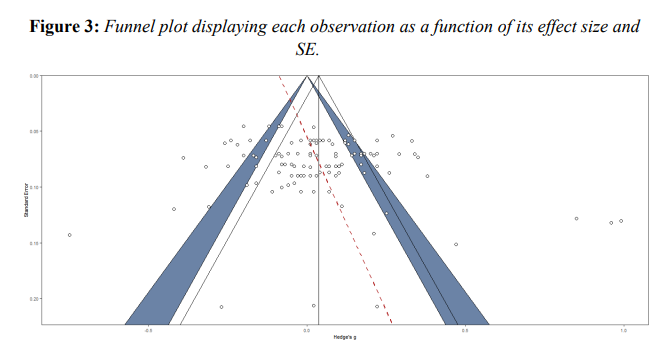 Figure 3: Funnel plot displaying each observation as a function of its effect size and
SE.
0.00
0.05
0.10
0.15
0.20
Standard Error
-0.5
0.0
0.5
1.0
Hedge's g